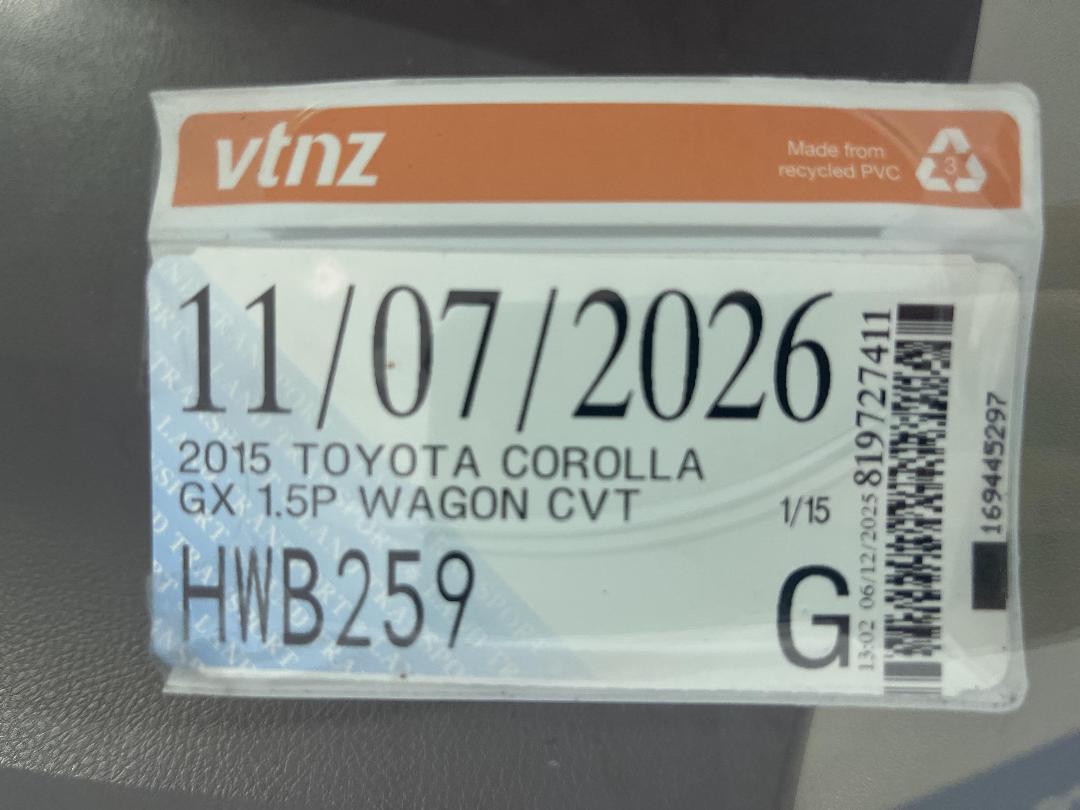 vtnz
Made from
recycled PVC
3
11/07/2026
2015 TOYOTA COROLLA
GX 1.5P WAGON CVT
1/15
HWB259
G
13:02 06/12/2025 819727411
169445297